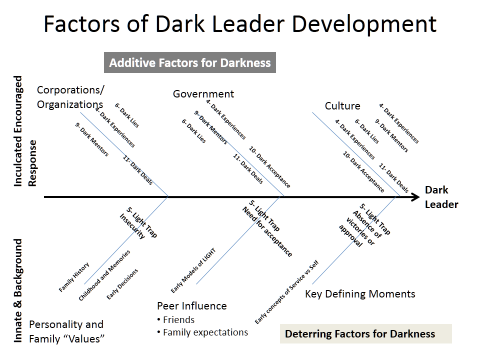 Factors of Dark Leader Development
Additive Factors for Darkness
Inculcated Encouraged
Response
Corporations/
Organizations
6- Dark Lies
4- Dark Experiences
9- Dark Mentors
11- Dark Deals
Government
4- Dark Experiences
9- Dark Mentors
6- Dark Lies
10- Dark Acceptance
11- Dark Deals
Culture
4- Dark Experiences
9- Dark Mentors
6- Dark Lies
4- Dark Experiences
11- Dark Deals
10- Dark Acceptance
Dark
Leader
Innate & Background
5- Light Trap
Insecurity
Family History
Childhood and Memories
Early Decisions
Personality and
Family "Values"
5- Light Trap
Need for acceptance
Early Models of LIGHT
Peer Influence
• Friends
• Family expectations
5- Light Trap
Absence of
victories or
approval
Early concepts of Service vs Self
Key Defining Moments
Deterring Factors for Darkness